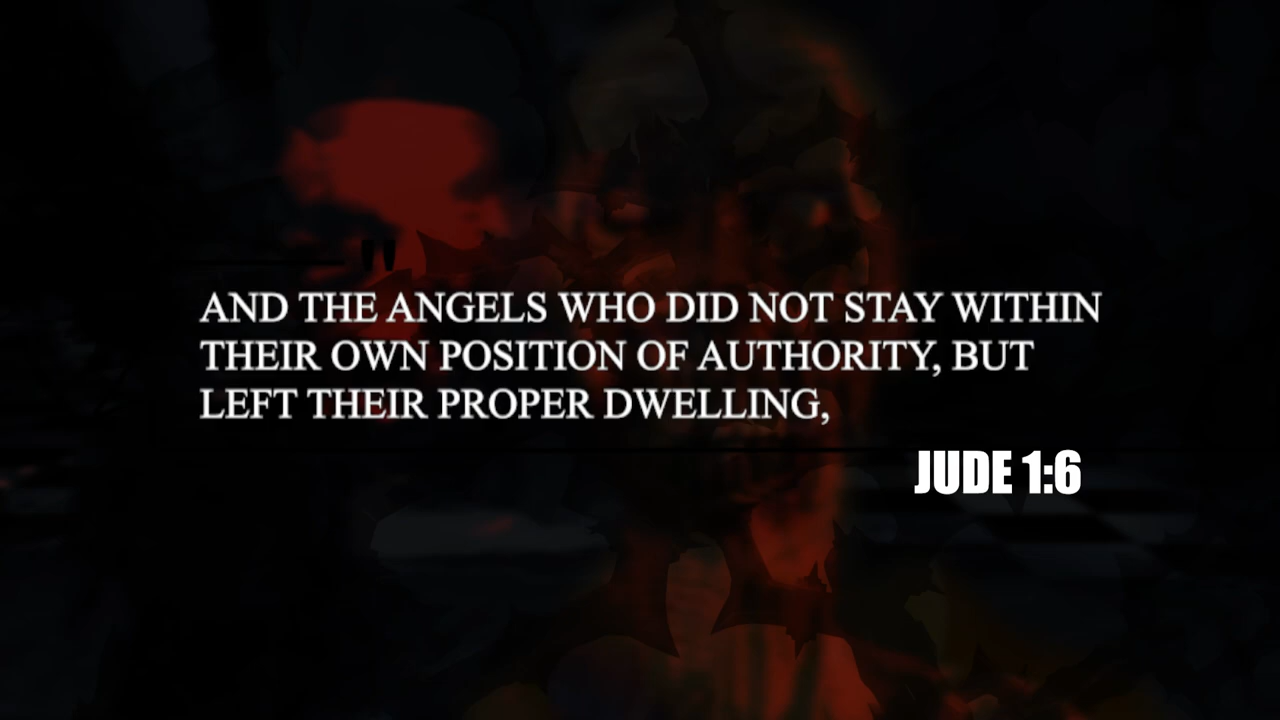 "
AND THE ANGELS WHO DID NOT STAY WITHIN
THEIR OWN POSITION OF AUTHORITY, BUT
LEFT THEIR PROPER DWELLING,
JUDE 1:6